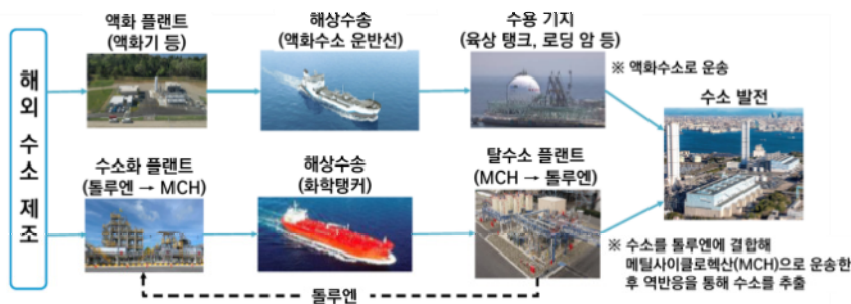 해외 수소 제조
액화 플랜트
(액화기 등)
해상수송
(액화수소 운반선)
수용 기지
(육상 탱크, 로딩 암 등)
※ 액화수소로 운송
수소 발전
수소화 플랜트
(톨루엔 → MCH)
해상수송
(화학탱커)
탈수소 플랜트
(MCH → 톨루엔)
※ 수소를 톨루엔에 결합해
메틸사이클로헥산(MCH)으로 운송한
후 역반응을 통해 수소를 추출
톨루엔